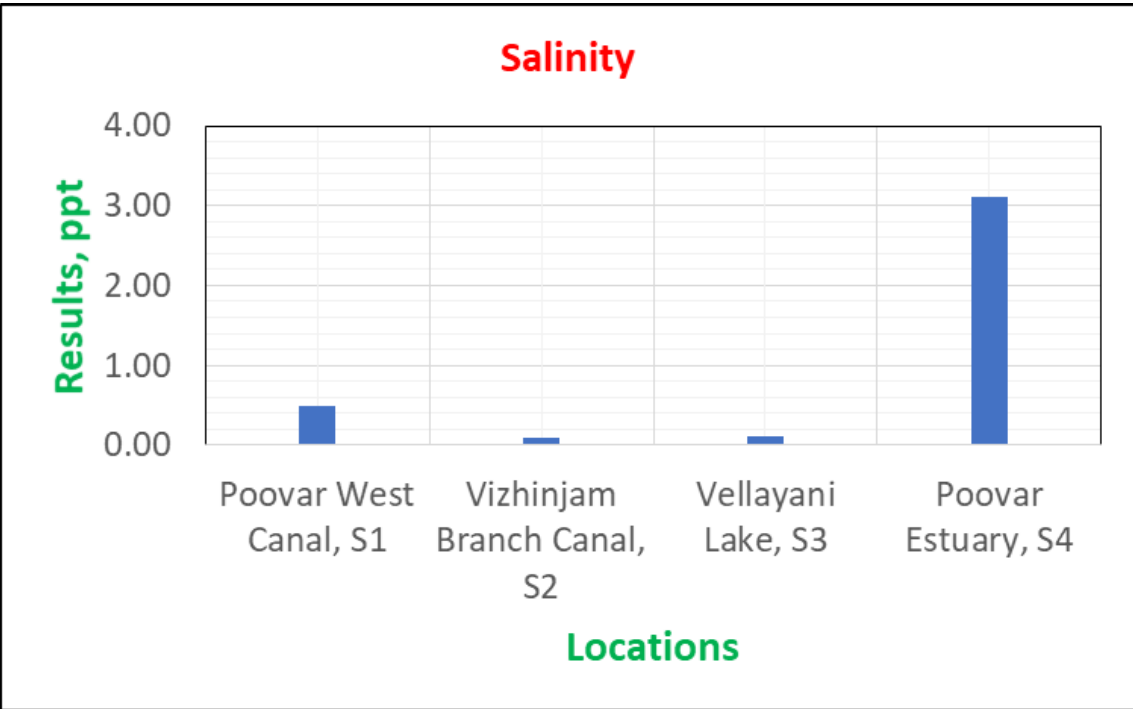 Salinity
Results, ppt
4.00
3.00
2.00
1.00
0.00
Poovar West
Canal, S1
Vizhinjam
Branch Canal,
S2
Vellayani
Lake, S3
Poovar
Estuary, S4
Locations